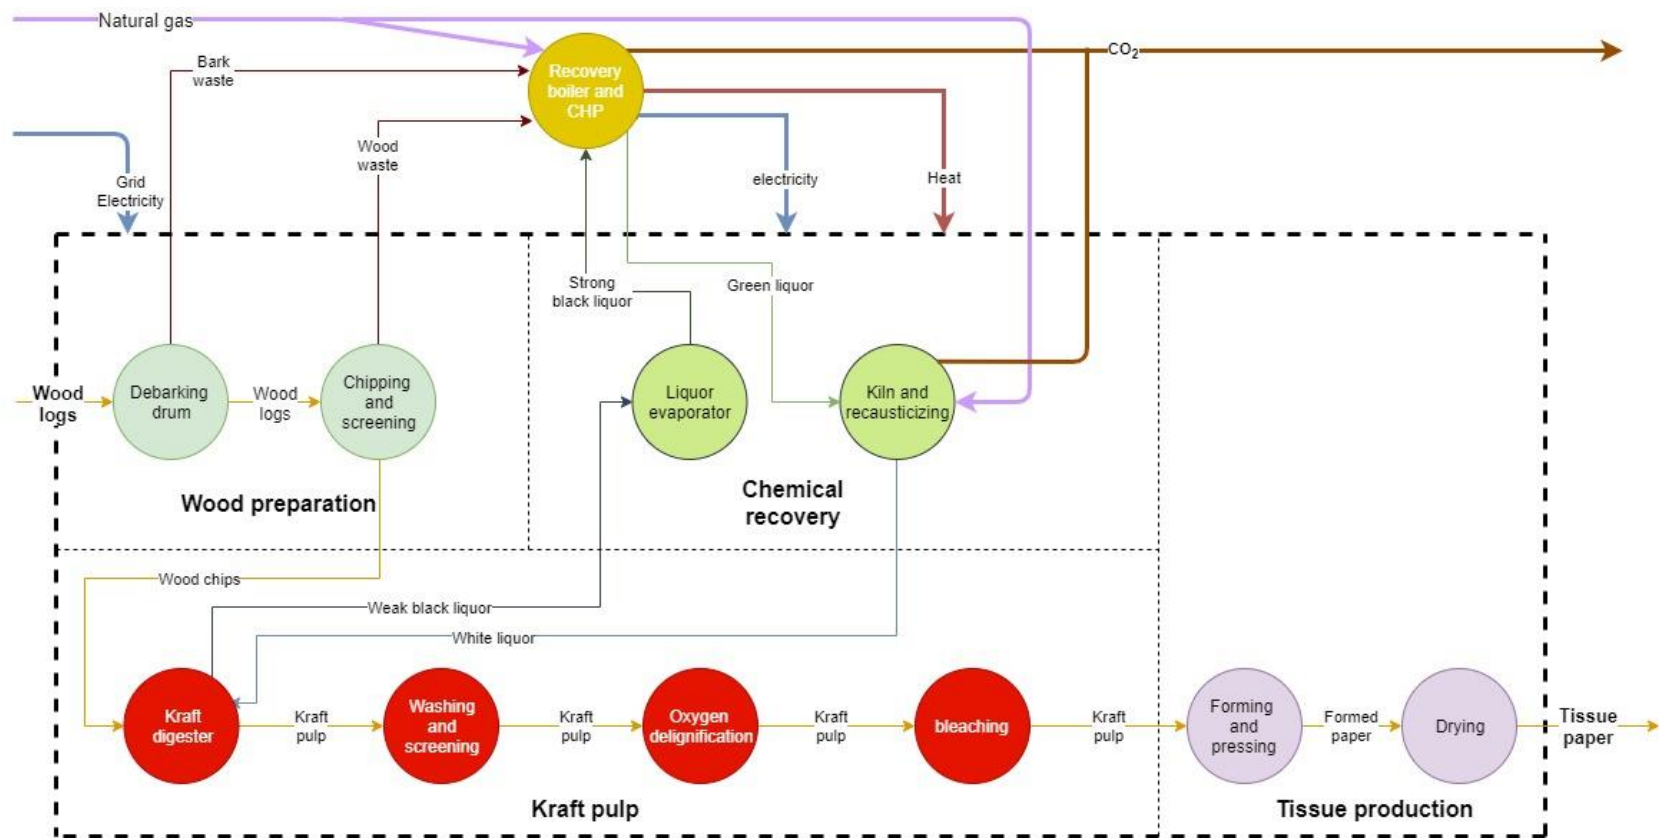 Natural gas
CO2
Bark
waste
Recovery
boiler and
CHP
Wood
waste
Grid
Electricity
electricity
Heat
Strong
black liquor
Green liquor
Wood
logs
Debarking
drum
Wood
logs
Chipping
and
screening
Liquor
evaporator
Kiln and
recausticizing
Wood preparation
Chemical
recovery
Wood chips
Weak black liquor
White liquor
Kraft
digester
Kraft
pulp
Washing
and
screening
Kraft
pulp
Oxygen
delignification
Kraft
pulp
bleaching
Kraft
pulp
Forming
and
pressing
Formed
paper
Drying
Tissue
paper
Kraft pulp
Tissue production